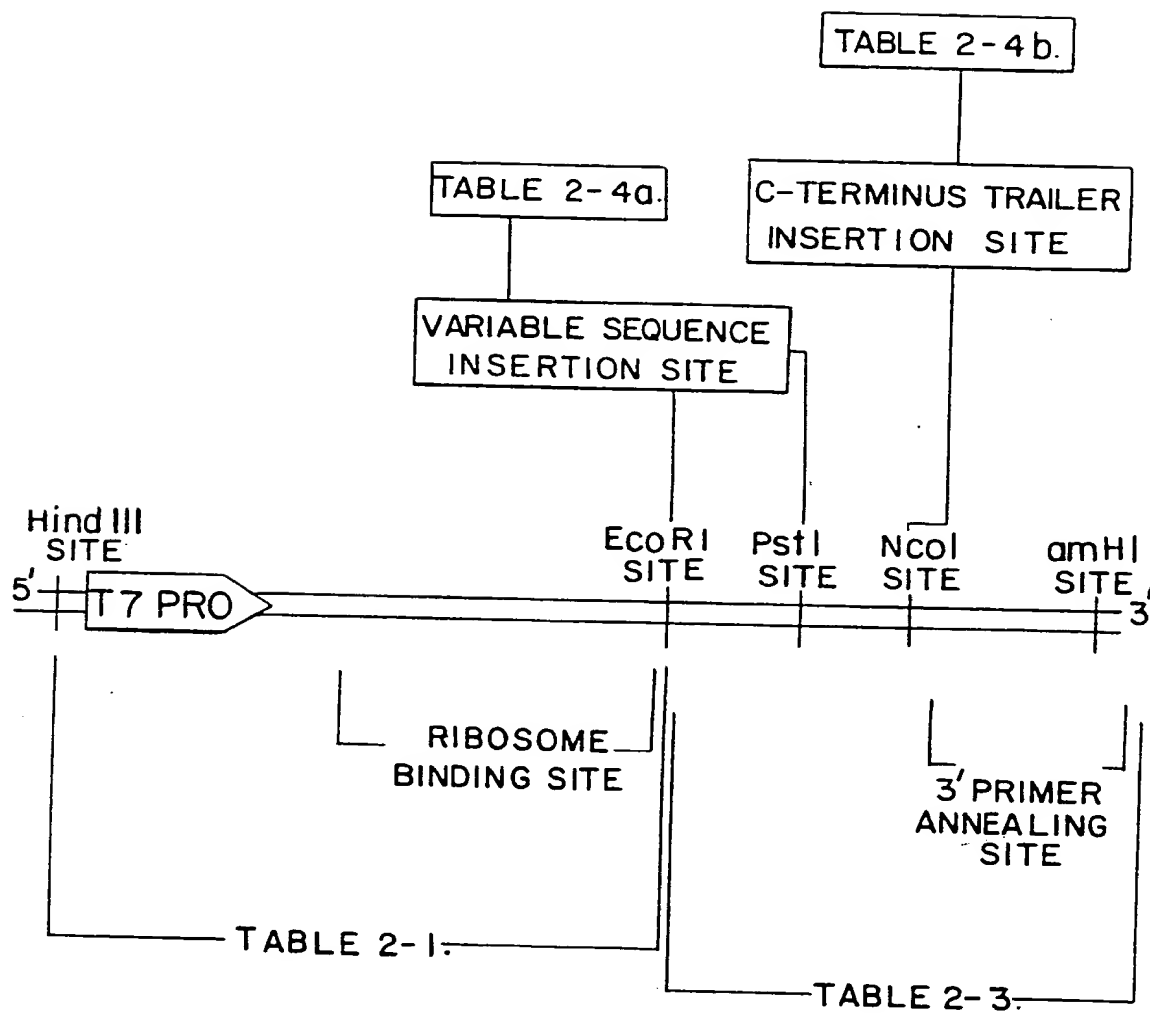 TABLE 2-4b.
C-TERMINUS TRAILER
INSERTION SITE
TABLE 2-4a.
VARIABLE SEQUENCE
INSERTION SITE
Hind III
SITE
EcoRI
SITE
PstI
SITE
NcoI
SITE
amHI
SITE
5'
T7 PRO
3'
RIBOSOME
BINDING SITE
3' PRIMER
ANNEALING
SITE
TABLE 2-1.
TABLE 2-3.